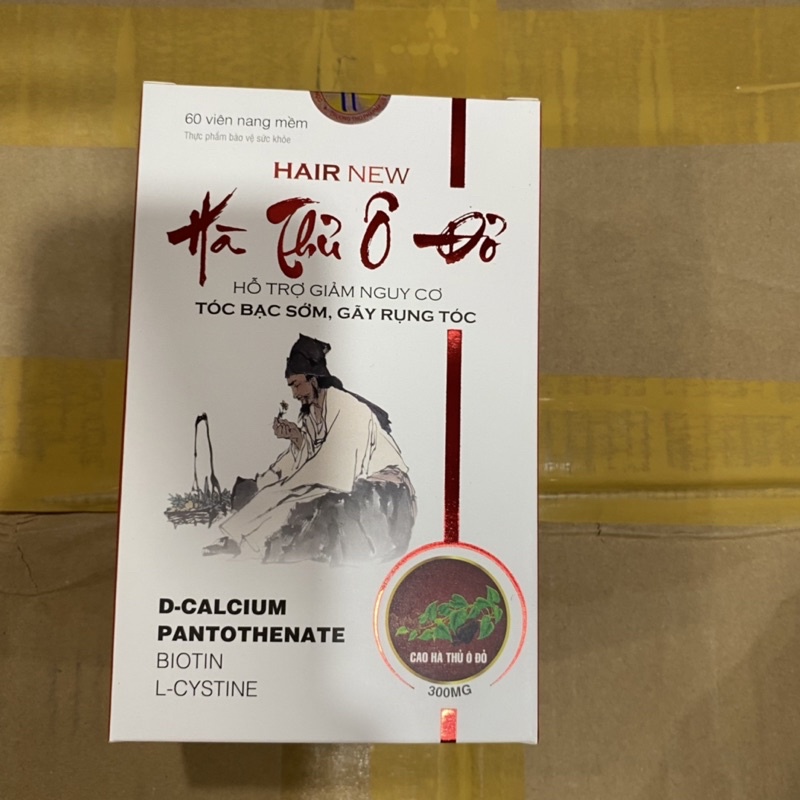 60 viên nang mềm
Thực phẩm bảo vệ sức khỏe
HAIR NEW
Hà Thủ Ô Đỏ
HỖ TRỢ GIẢM NGUY CƠ
TÓC BẠC SỚM, GÃY RỤNG TÓC
D-CALCIUM
PANTOTHENATE
BIOTIN
L-CYSTINE
CAO HÀ THỦ Ô ĐỎ
300MG